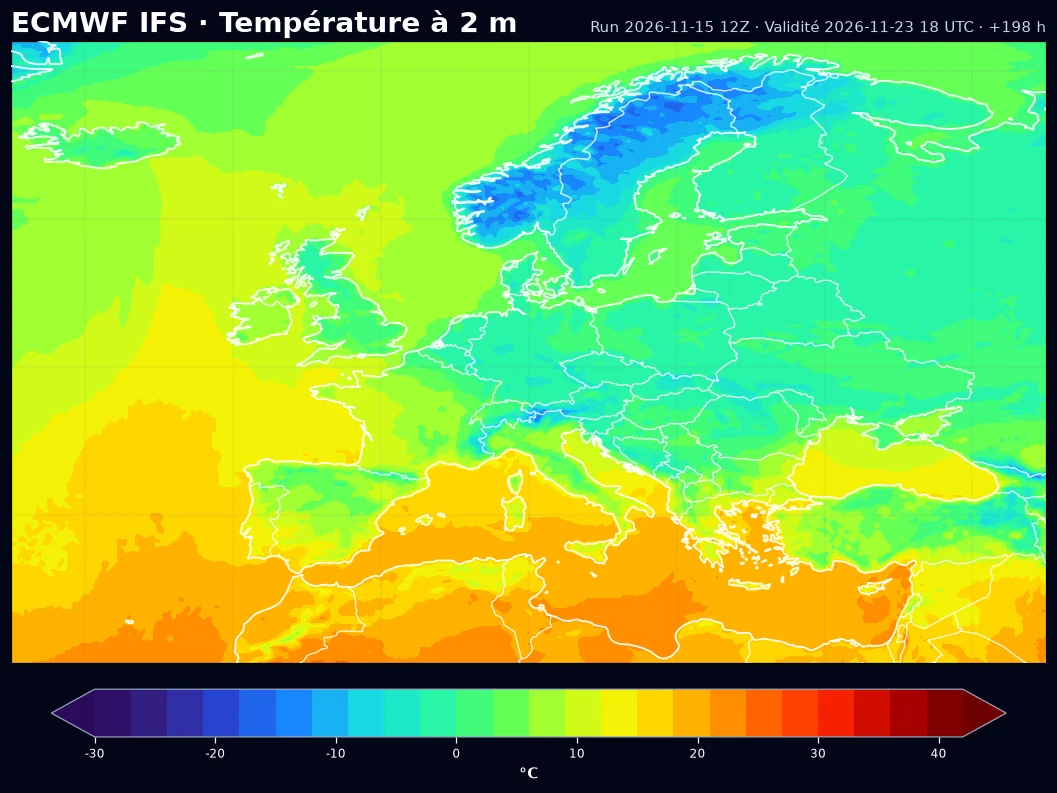 ECMWF IFS · Température à 2 m
Run 2026-11-15 12Z · Validité 2026-11-23 18 UTC · +198 h
-30 -20 -10 0 10 20 30 40
°C